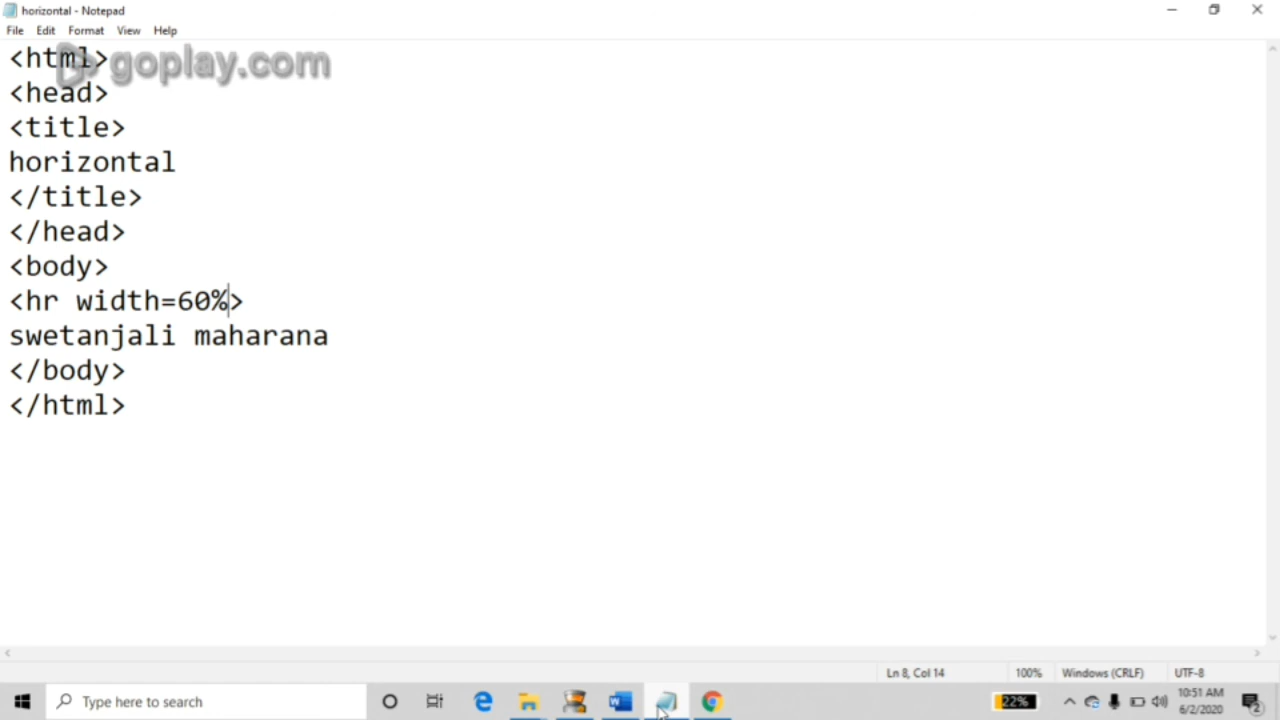 horizontal - Notepad
File Edit Format View Help
goplay.com
<html>
<head>
<title>
horizontal
</title>
</head>
<body>
<hr width=60%>
swetanjali maharana
</body>
</html>
Ln 8, Col 14 100% Windows (CRLF) UTF-8
Type here to search
22%
10:51 AM
6/2/2020
2